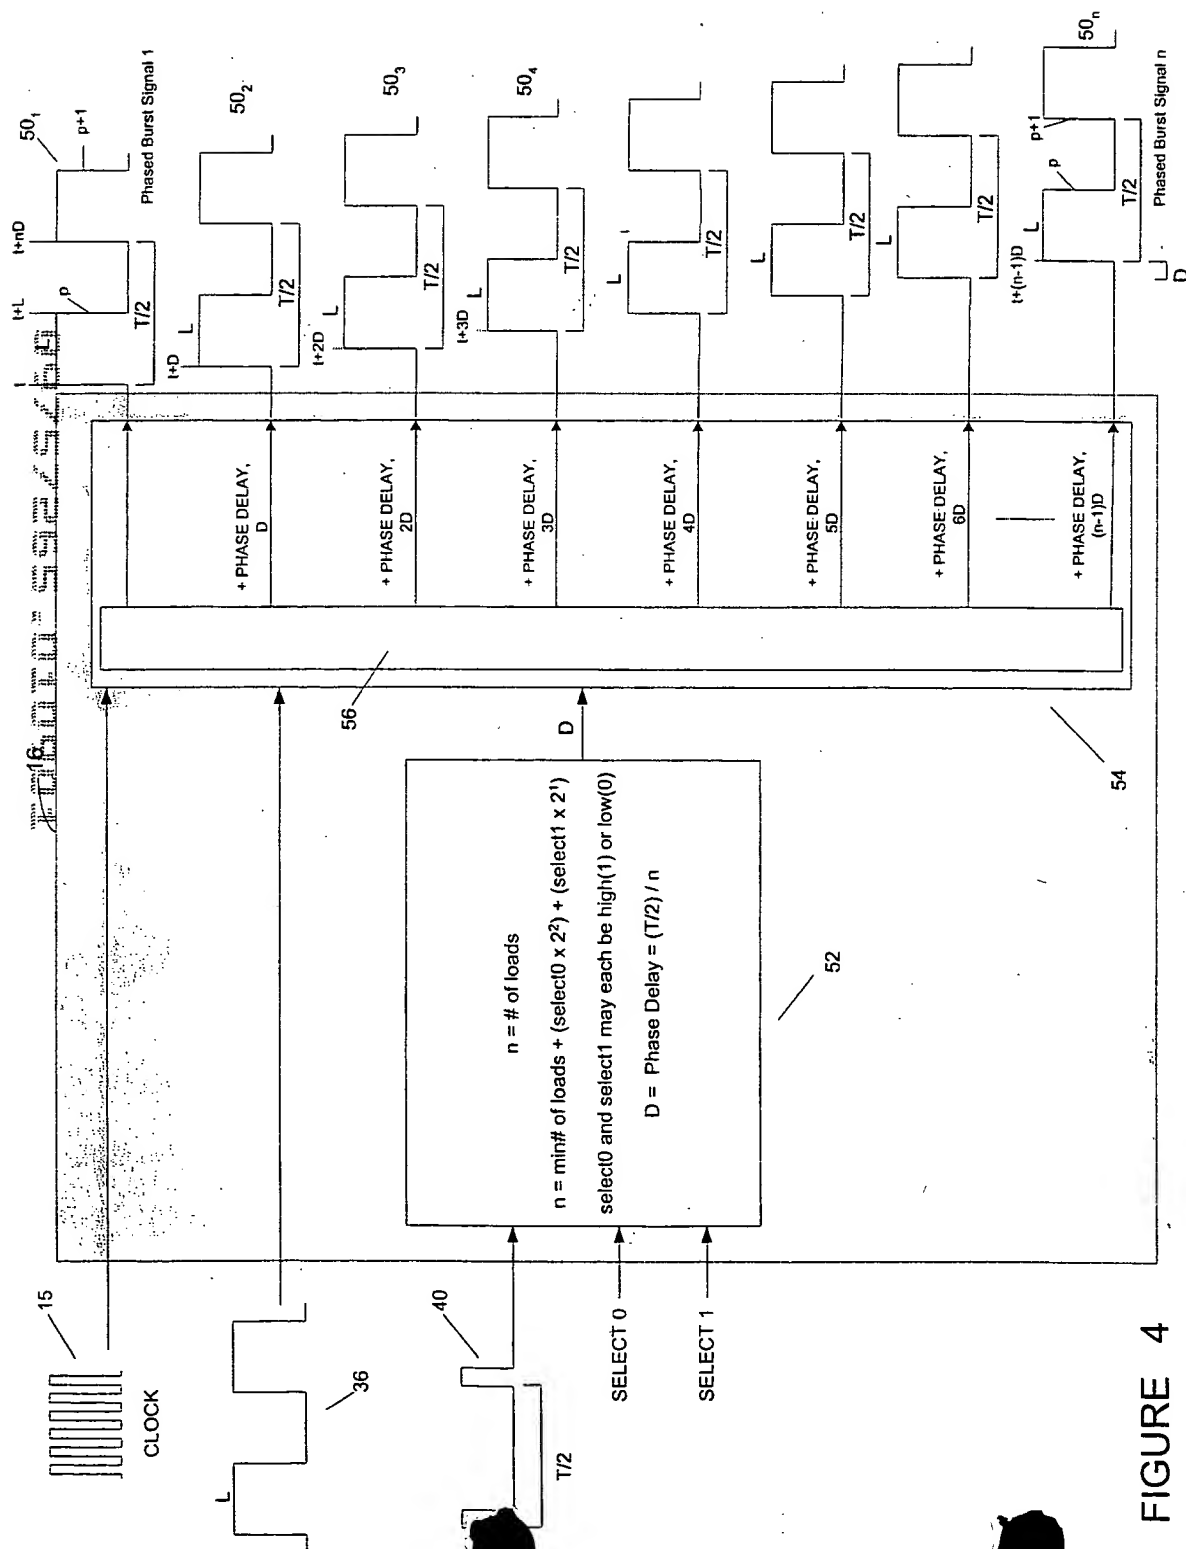 15
CLOCK
L
36
40
T/2
SELECT 0
SELECT 1
16
n = # of loads
n = min# of loads + (select0 x 2²) + (select1 x 2¹)
select0 and select1 may each be high(1) or low(0)
D = Phase Delay = (T/2) / n
52
D
56
54
+ PHASE DELAY,
D
+ PHASE DELAY,
2D
+ PHASE DELAY,
3D
+ PHASE DELAY,
4D
+ PHASE DELAY,
5D
+ PHASE DELAY,
6D
+ PHASE DELAY,
(n-1)D
t
t+L
t+nD
L
p
T/2
50₁
p+1
Phased Burst Signal 1
t+D
L
T/2
50₂
t+2D
L
T/2
50₃
t+3D
L
T/2
50₄
L
T/2
L
T/2
L
T/2
t+(n-1)D
L
p
p+1
T/2
50ₙ
D
Phased Burst Signal n
FIGURE 4